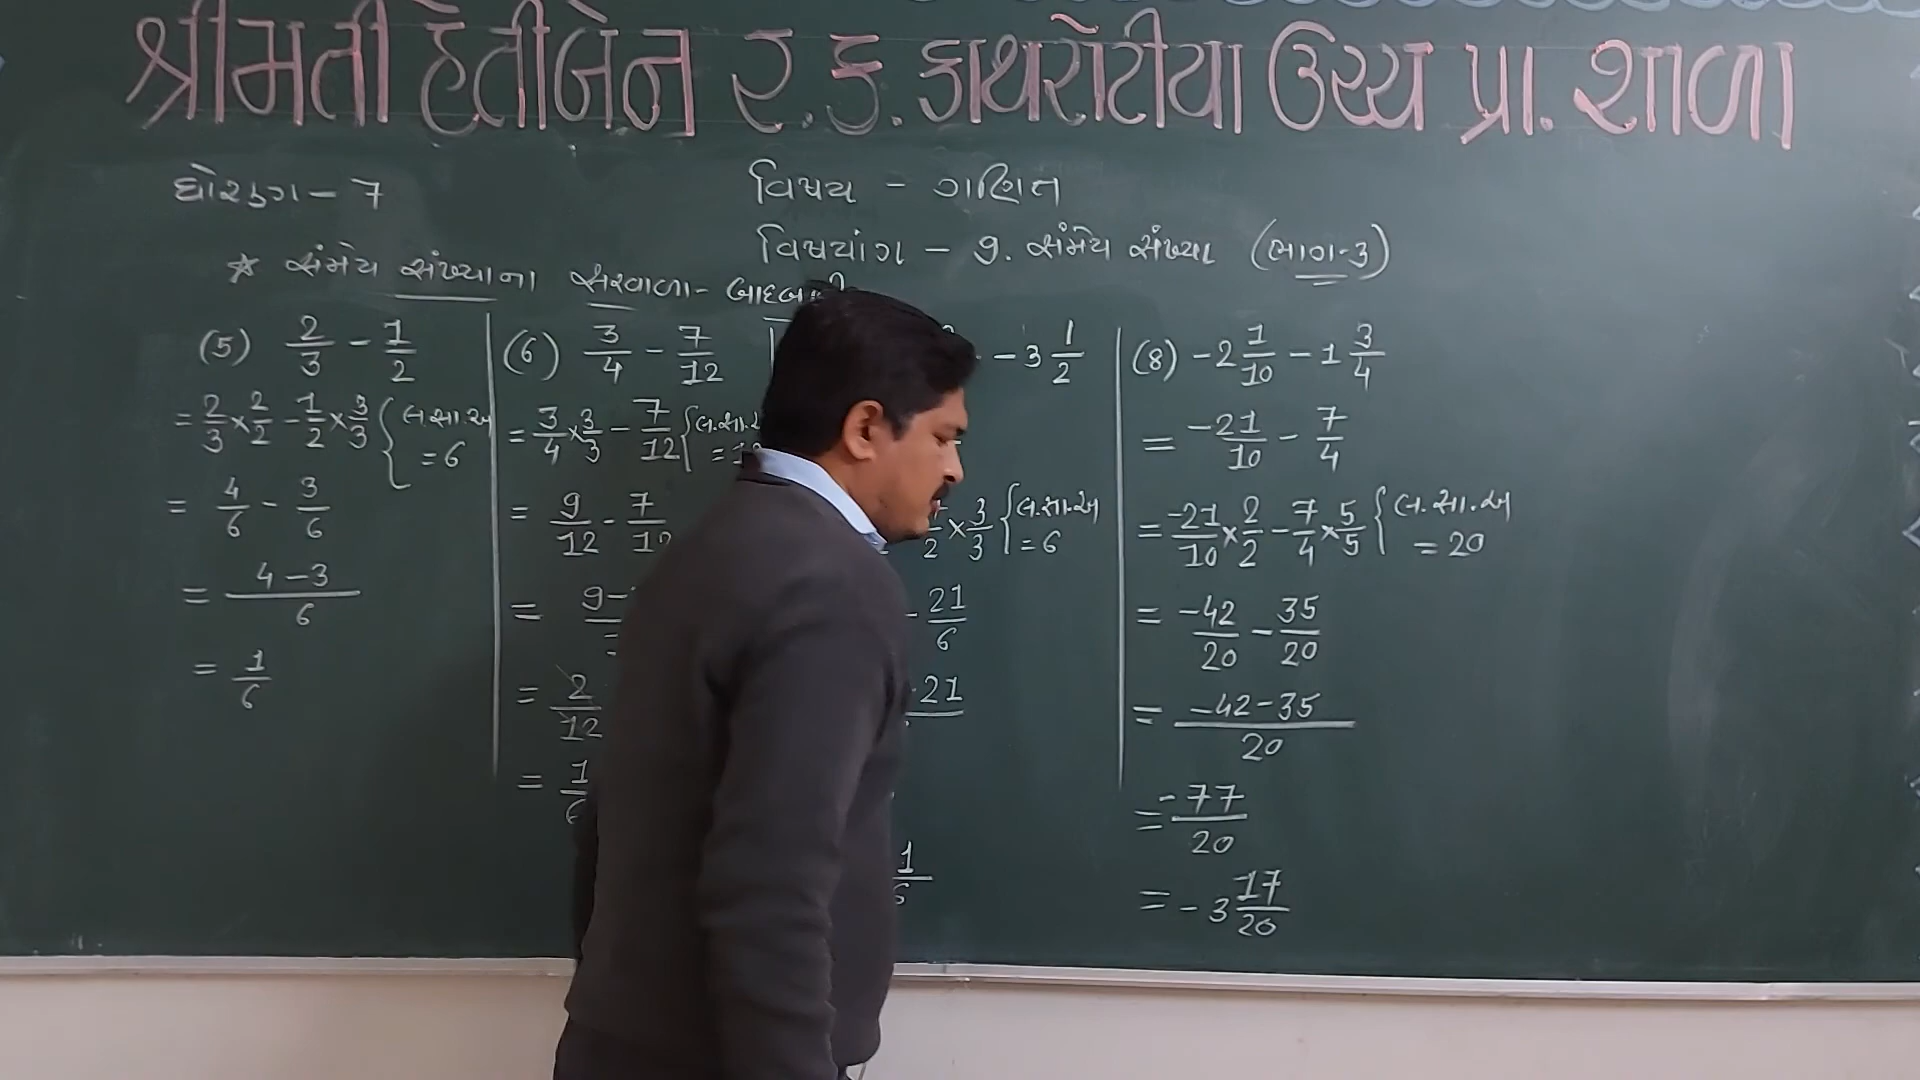 શ્રીમતી હેતીબેન ર. ક. કાથરોટીયા ઉચ્ચ પ્રા. શાળા
ધોરણ - 7
વિષય - ગણિત
વિષયાંગ - ૭. સંમેય સંખ્યા (ભાગ-3)
* સંમેય સંખ્યાના સરવાળા- બાદબાકી
(5) 2/3 - 1/2
= 2/3 × 2/2 - 1/2 × 3/3 { લ.સા.અ = 6
= 4/6 - 3/6
= 4-3/6
= 1/6
(6) 3/4 - 7/12
= 3/4 × 3/3 - 7/12 { લ.સા.
= 9/12 - 7/12
= 9-
= 2/12
= 1/6
- 3 1/2
× 3/3 { લ.સા.અ = 6
- 21/6
-21
1/6
(8) -2 1/10 - 1 3/4
= -21/10 - 7/4
= -21/10 × 2/2 - 7/4 × 5/5 { લ.સા.અ = 20
= -42/20 - 35/20
= -42-35/20
= -77/20
= -3 17/20